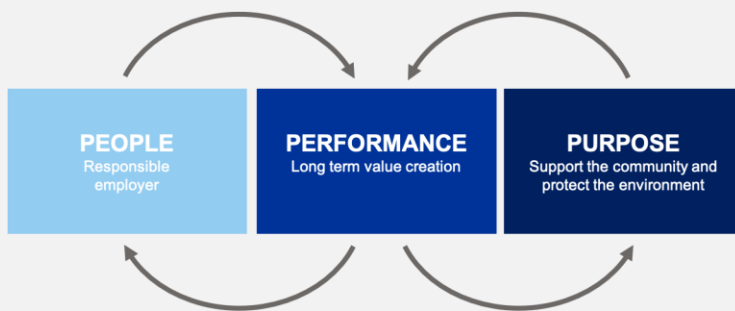 PEOPLE
Responsible
employer
PERFORMANCE
Long term value creation
PURPOSE
Support the community and
protect the environment